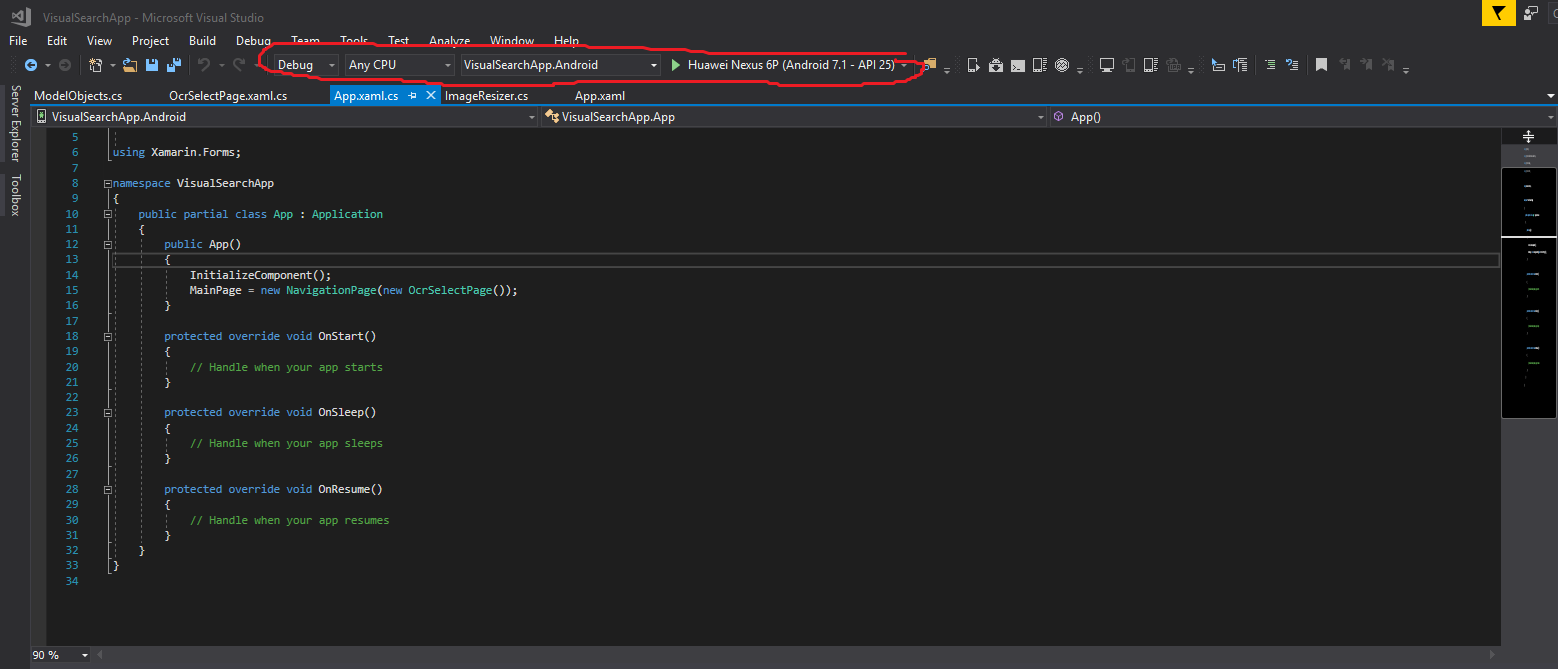 VisualSearchApp - Microsoft Visual Studio
File Edit View Project Build Debug Team Tools Test Analyze Window Help
Debug Any CPU VisualSearchApp.Android Huawei Nexus 6P (Android 7.1 - API 25)
Server Explorer
Toolbox
ModelObjects.cs OcrSelectPage.xaml.cs App.xaml.cs ImageResizer.cs App.xaml
VisualSearchApp.Android VisualSearchApp.App App()
5
6 using Xamarin.Forms;
7
8 namespace VisualSearchApp
9 {
10 public partial class App : Application
11 {
12 public App()
13 {
14 InitializeComponent();
15 MainPage = new NavigationPage(new OcrSelectPage());
16 }
17
18 protected override void OnStart()
19 {
20 // Handle when your app starts
21 }
22
23 protected override void OnSleep()
24 {
25 // Handle when your app sleeps
26 }
27
28 protected override void OnResume()
29 {
30 // Handle when your app resumes
31 }
32 }
33 }
34
90 %